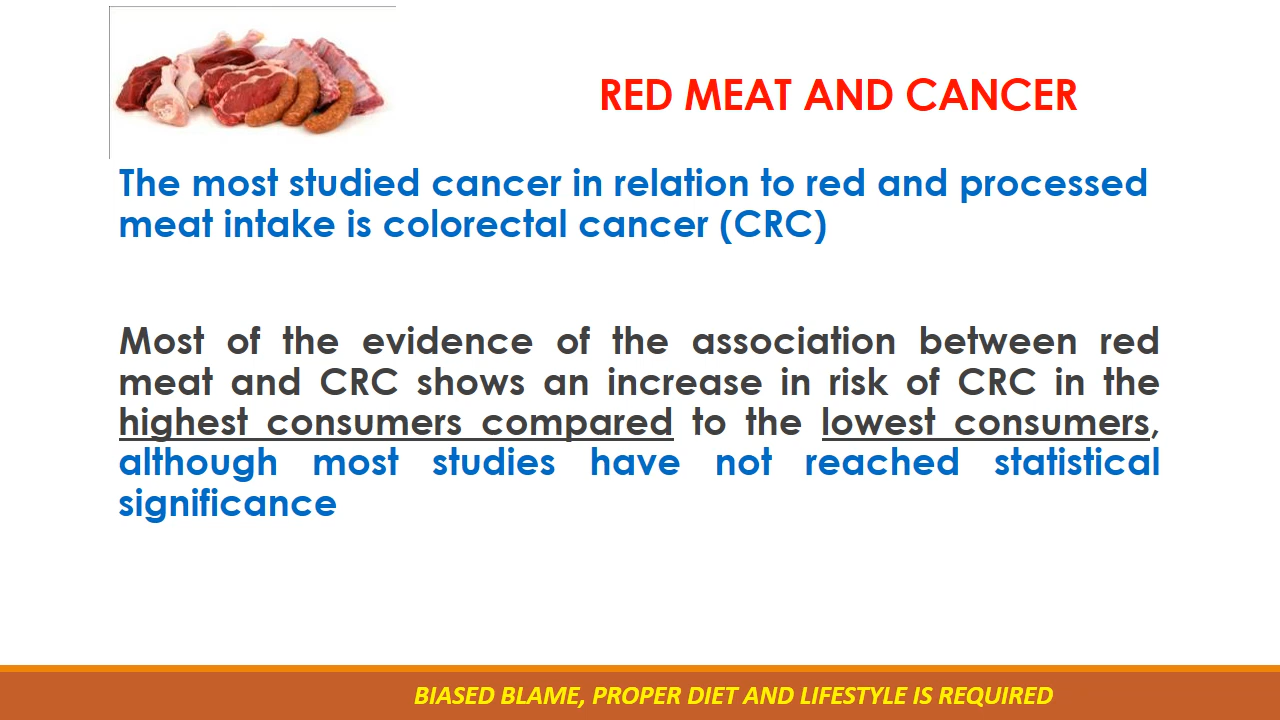 RED MEAT AND CANCER
The most studied cancer in relation to red and processed
meat intake is colorectal cancer (CRC)
Most of the evidence of the association between red
meat and CRC shows an increase in risk of CRC in the
highest consumers compared to the lowest consumers,
although most studies have not reached statistical
significance
BIASED BLAME, PROPER DIET AND LIFESTYLE IS REQUIRED